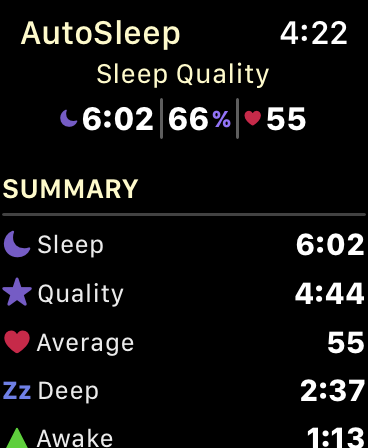 AutoSleep 4:22
Sleep Quality
6:02 66% 55
SUMMARY
Sleep 6:02
Quality 4:44
Average 55
Zz Deep 2:37
Awake 1:13